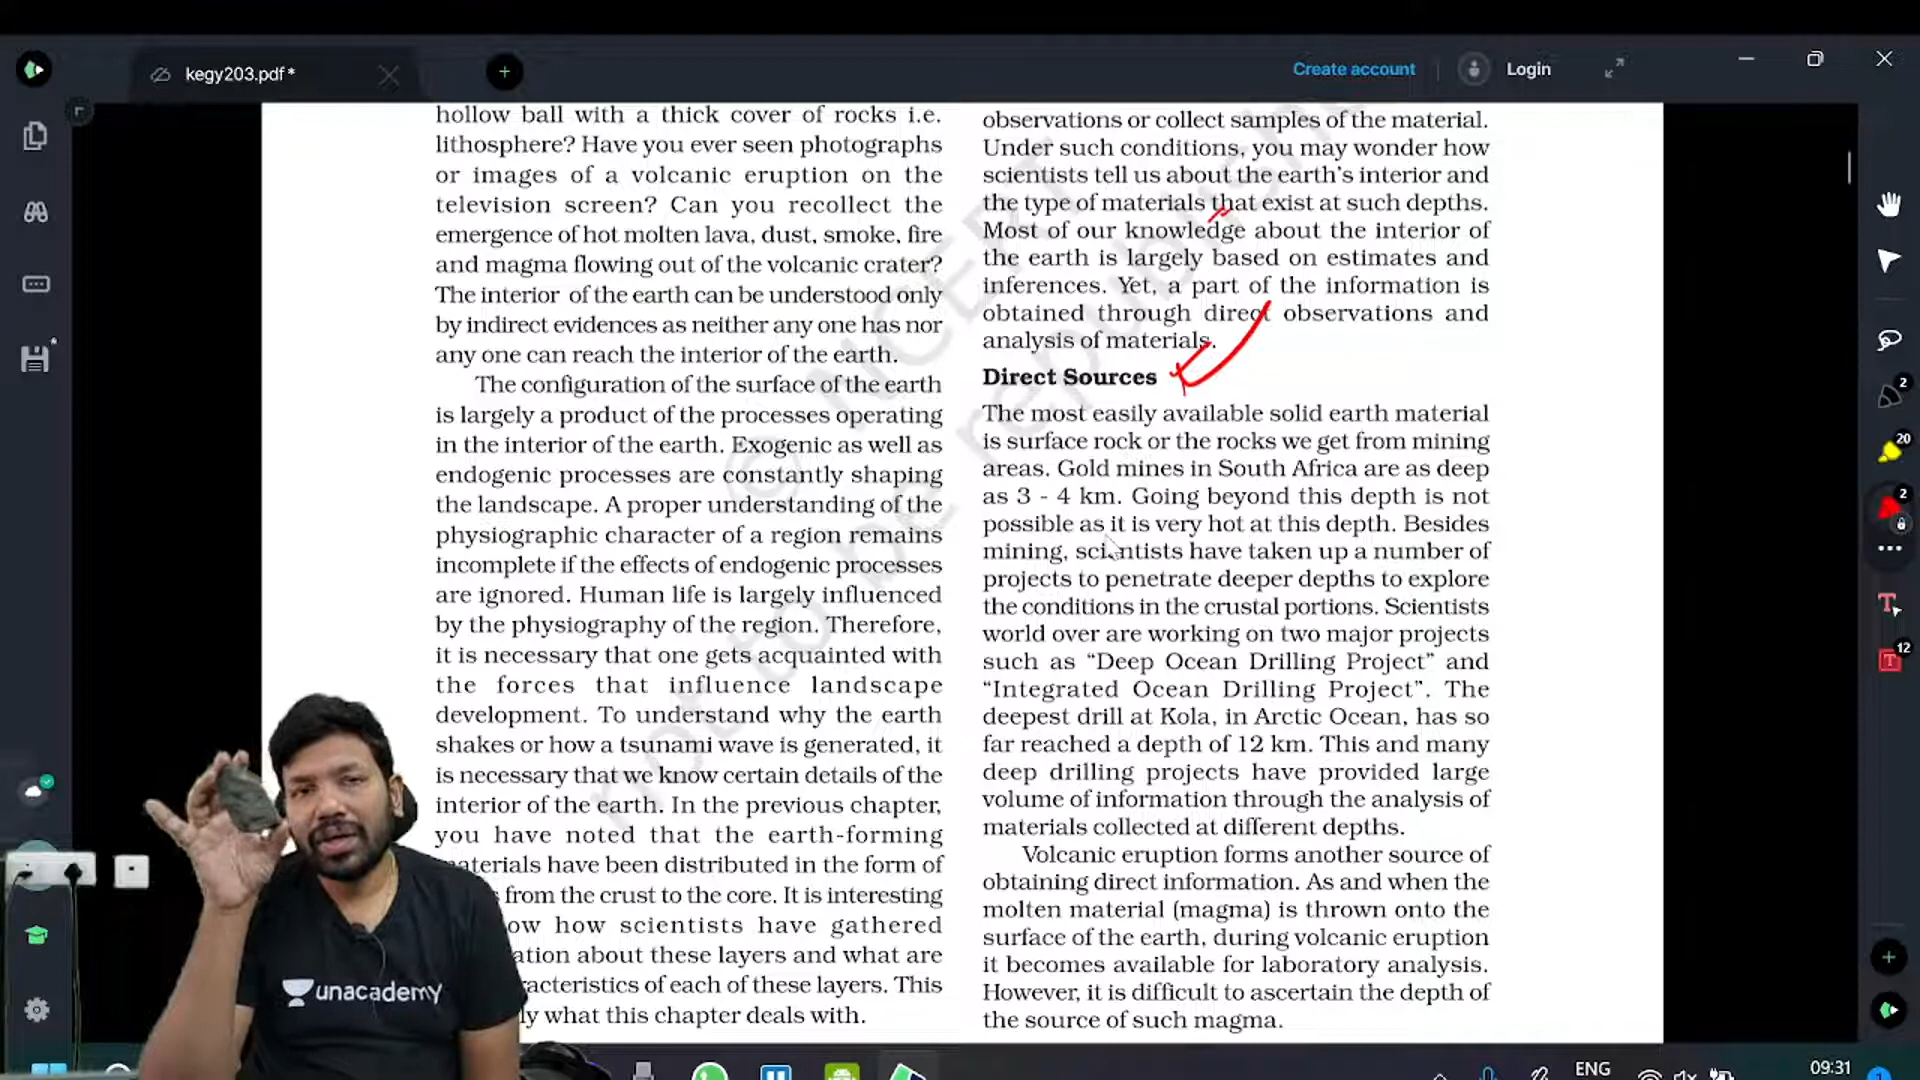 kegy203.pdf *
Create account
Login
hollow ball with a thick cover of rocks i.e.
lithosphere? Have you ever seen photographs
or images of a volcanic eruption on the
television screen? Can you recollect the
emergence of hot molten lava, dust, smoke, fire
and magma flowing out of the volcanic crater?
The interior of the earth can be understood only
by indirect evidences as neither any one has nor
any one can reach the interior of the earth.
The configuration of the surface of the earth
is largely a product of the processes operating
in the interior of the earth. Exogenic as well as
endogenic processes are constantly shaping
the landscape. A proper understanding of the
physiographic character of a region remains
incomplete if the effects of endogenic processes
are ignored. Human life is largely influenced
by the physiography of the region. Therefore,
it is necessary that one gets acquainted with
the forces that influence landscape
development. To understand why the earth
shakes or how a tsunami wave is generated, it
is necessary that we know certain details of the
interior of the earth. In the previous chapter,
you have noted that the earth-forming
materials have been distributed in the form of
from the crust to the core. It is interesting
ow how scientists have gathered
ation about these layers and what are
racteristics of each of these layers. This
ly what this chapter deals with.
observations or collect samples of the material.
Under such conditions, you may wonder how
scientists tell us about the earth's interior and
the type of materials that exist at such depths.
Most of our knowledge about the interior of
the earth is largely based on estimates and
inferences. Yet, a part of the information is
obtained through direct observations and
analysis of materials.
Direct Sources
The most easily available solid earth material
is surface rock or the rocks we get from mining
areas. Gold mines in South Africa are as deep
as 3 - 4 km. Going beyond this depth is not
possible as it is very hot at this depth. Besides
mining, scientists have taken up a number of
projects to penetrate deeper depths to explore
the conditions in the crustal portions. Scientists
world over are working on two major projects
such as “Deep Ocean Drilling Project” and
“Integrated Ocean Drilling Project”. The
deepest drill at Kola, in Arctic Ocean, has so
far reached a depth of 12 km. This and many
deep drilling projects have provided large
volume of information through the analysis of
materials collected at different depths.
Volcanic eruption forms another source of
obtaining direct information. As and when the
molten material (magma) is thrown onto the
surface of the earth, during volcanic eruption
it becomes available for laboratory analysis.
However, it is difficult to ascertain the depth of
the source of such magma.
© NCERT
not to be republished
2
20
2
12
unacademy
ENG
09:31